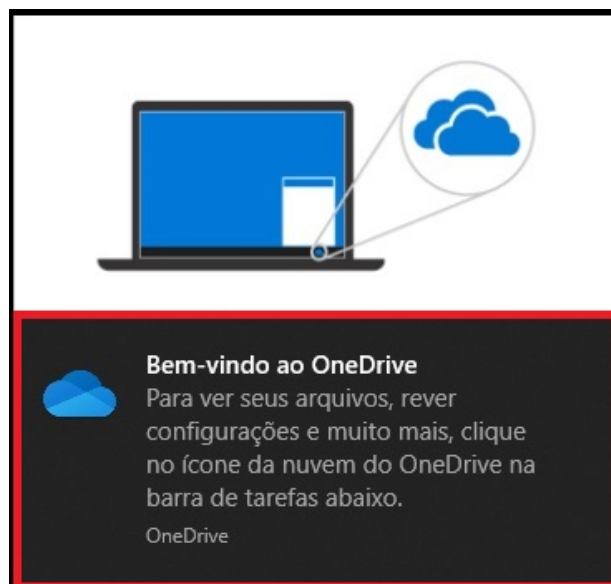 Bem-vindo ao OneDrive
Para ver seus arquivos, rever
configurações e muito mais, clique
no ícone da nuvem do OneDrive na
barra de tarefas abaixo.
OneDrive